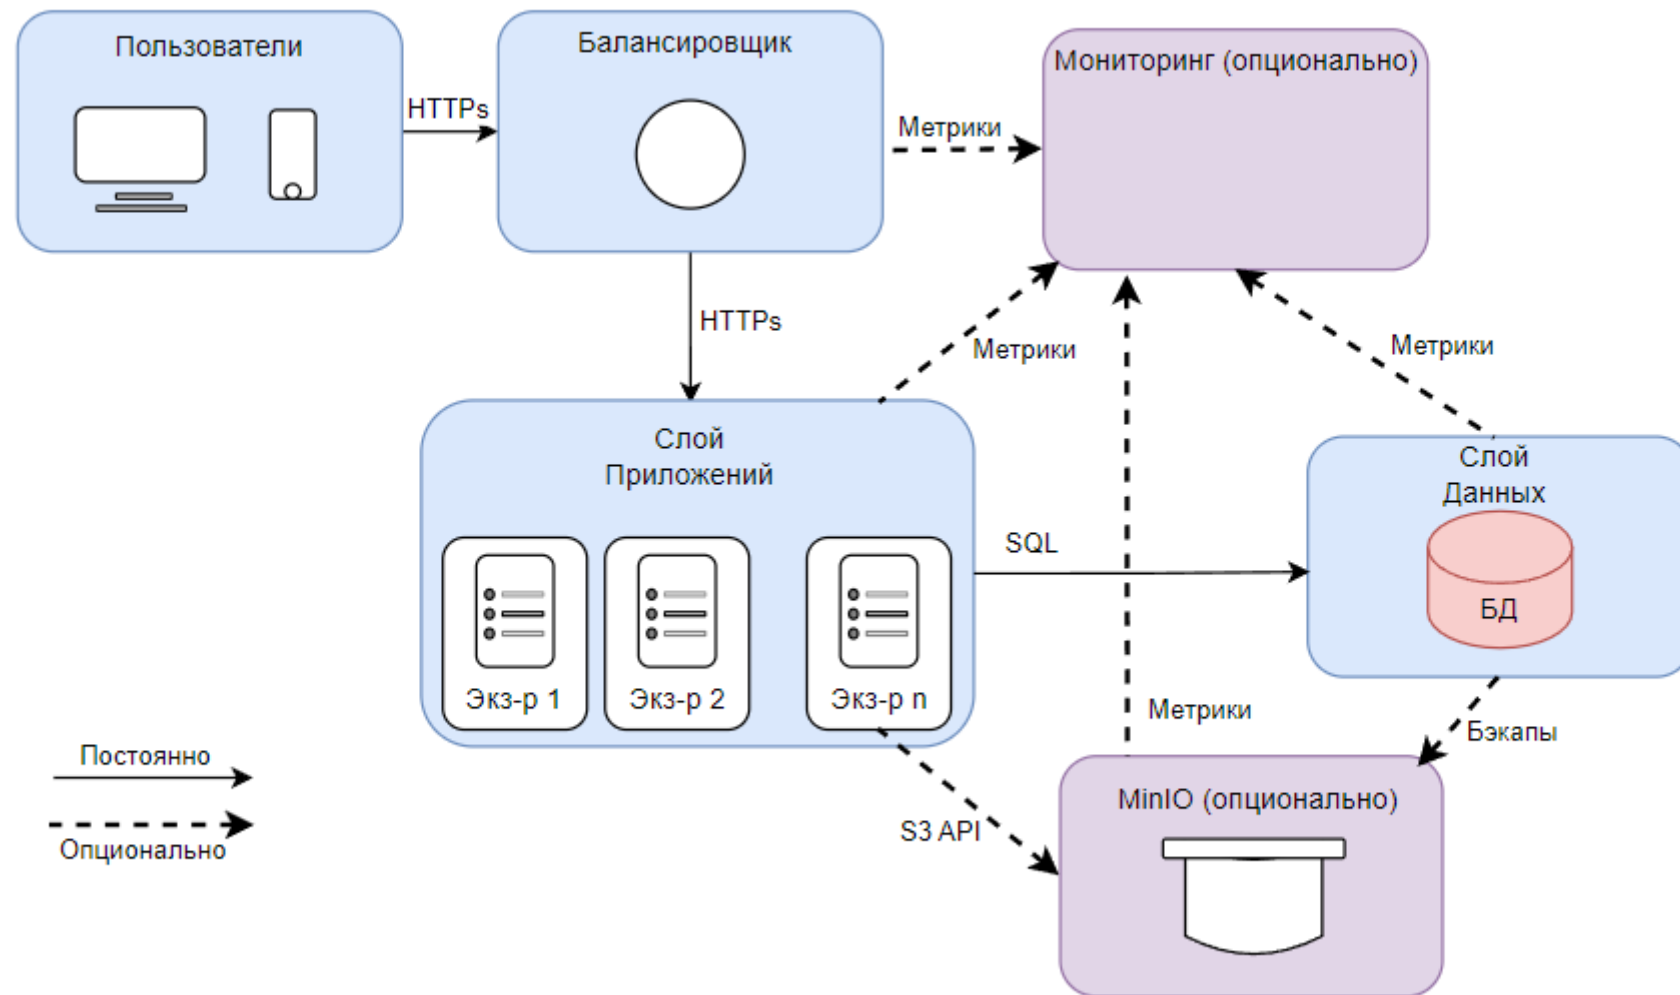 Пользователи
HTTPs
Балансировщик
Метрики
Мониторинг (опционально)
HTTPs
Метрики
Метрики
Слой
Приложений
Экз-р 1
Экз-р 2
Экз-р n
SQL
Слой
Данных
БД
Метрики
Бэкапы
S3 API
MinIO (опционально)
Постоянно
Опционально